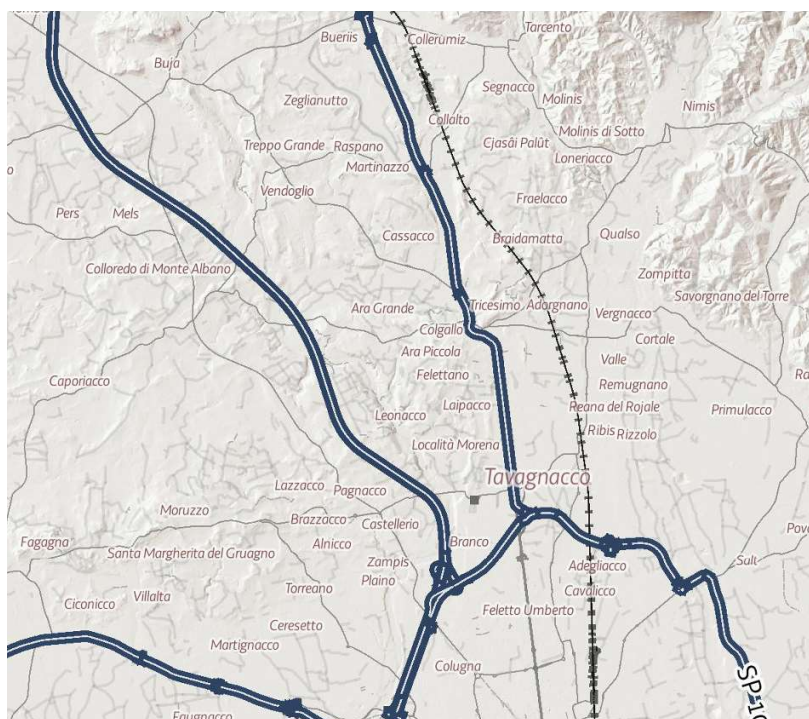 Tarcento
Bueriis
Collerumiz
Buja
Segnacco
Zeglianutto
Molinis
Nimis
Collalto
Molinis di Sotto
Treppo Grande
Raspano
Cjasâi Palût
Loneriacco
Martinazzo
Vendoglio
Fraelacco
Pers
Mels
Cassacco
Braidamatta
Qualso
Colloredo di Monte Albano
Zompitta
Savorgnano del Torre
Ara Grande
Tricesimo
Adorgnano
Vergnacco
Colgallo
Cortale
Ara Piccola
Valle
Felettano
Caporiacco
Remugnano
Laipacco
Reana del Rojale
Primulacco
Leonacco
Ribis
Rizzolo
Località Morena
Tavagnacco
Lazzacco
Pagnacco
Moruzzo
Brazzacco
Castellerio
Fagagna
Alnicco
Branco
Santa Margherita del Gruagno
Zampis
Adegliacco
Sult
Plaino
Torreano
Cavalicco
Villalta
Ciconicco
Feletto Umberto
Ceresetto
Martignacco
Colugna
Faugnacco